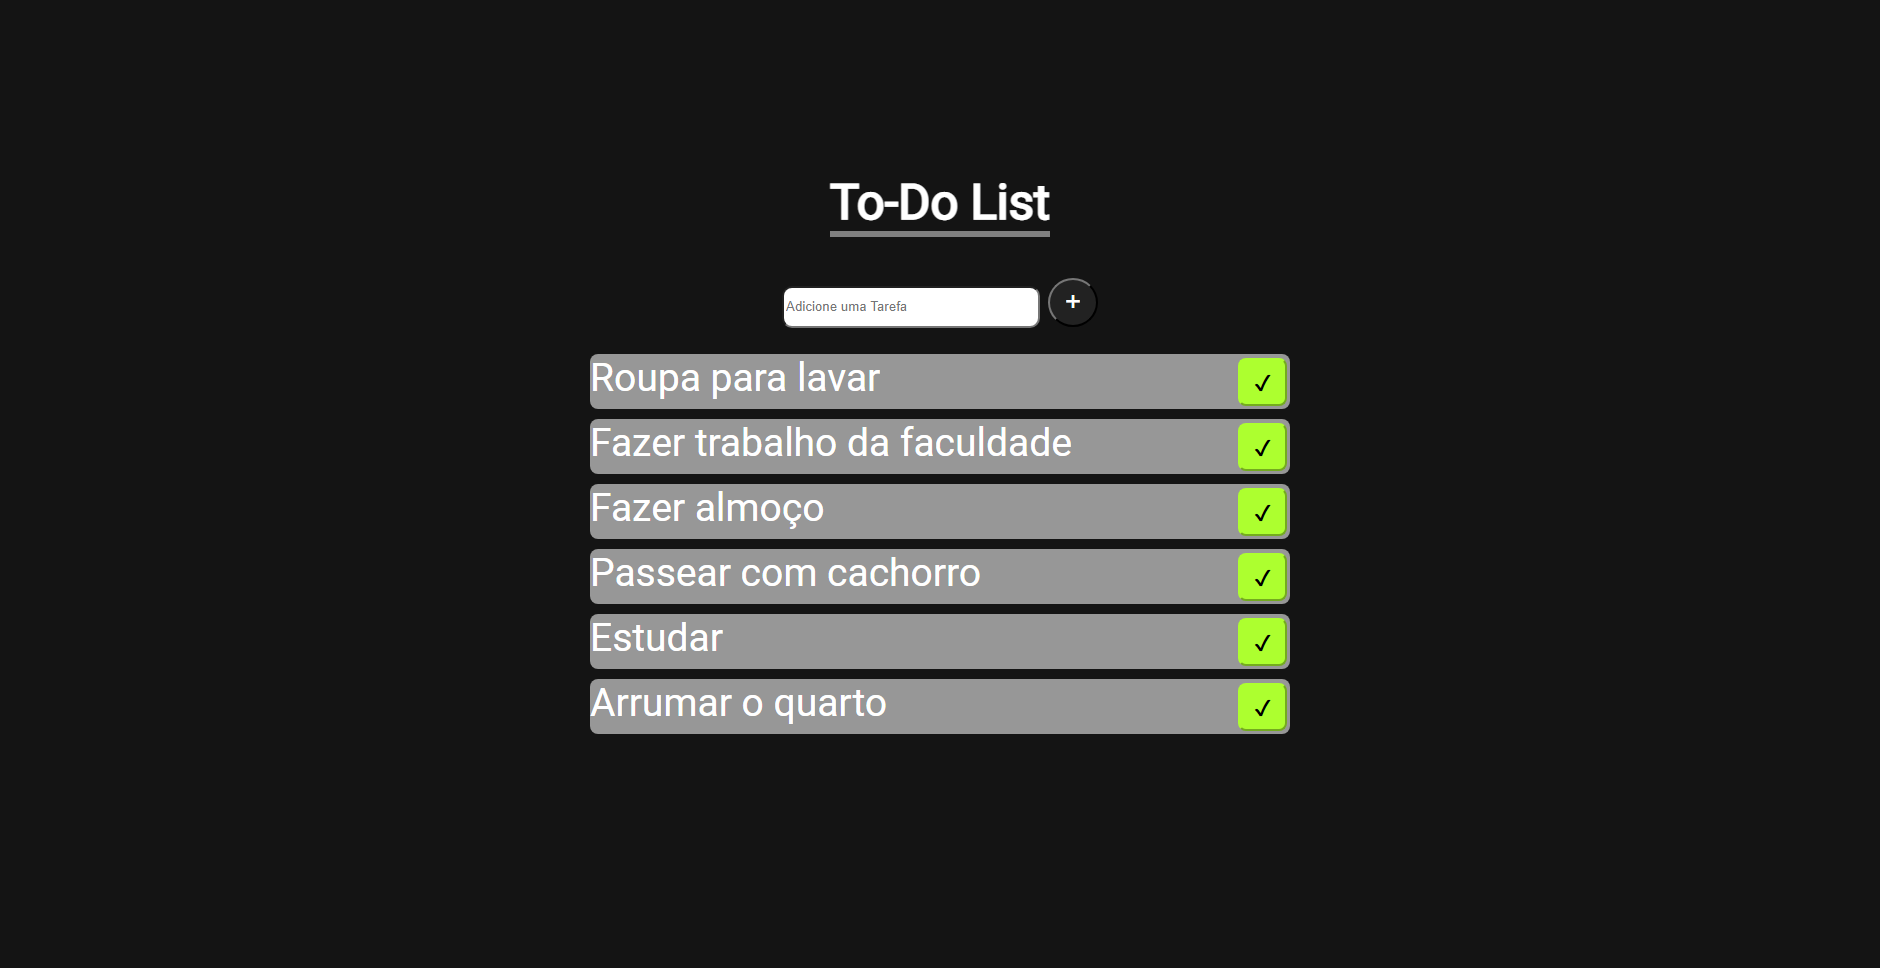 To-Do List
Adicione uma Tarefa
+
Roupa para lavar ✓
Fazer trabalho da faculdade ✓
Fazer almoço ✓
Passear com cachorro ✓
Estudar ✓
Arrumar o quarto ✓